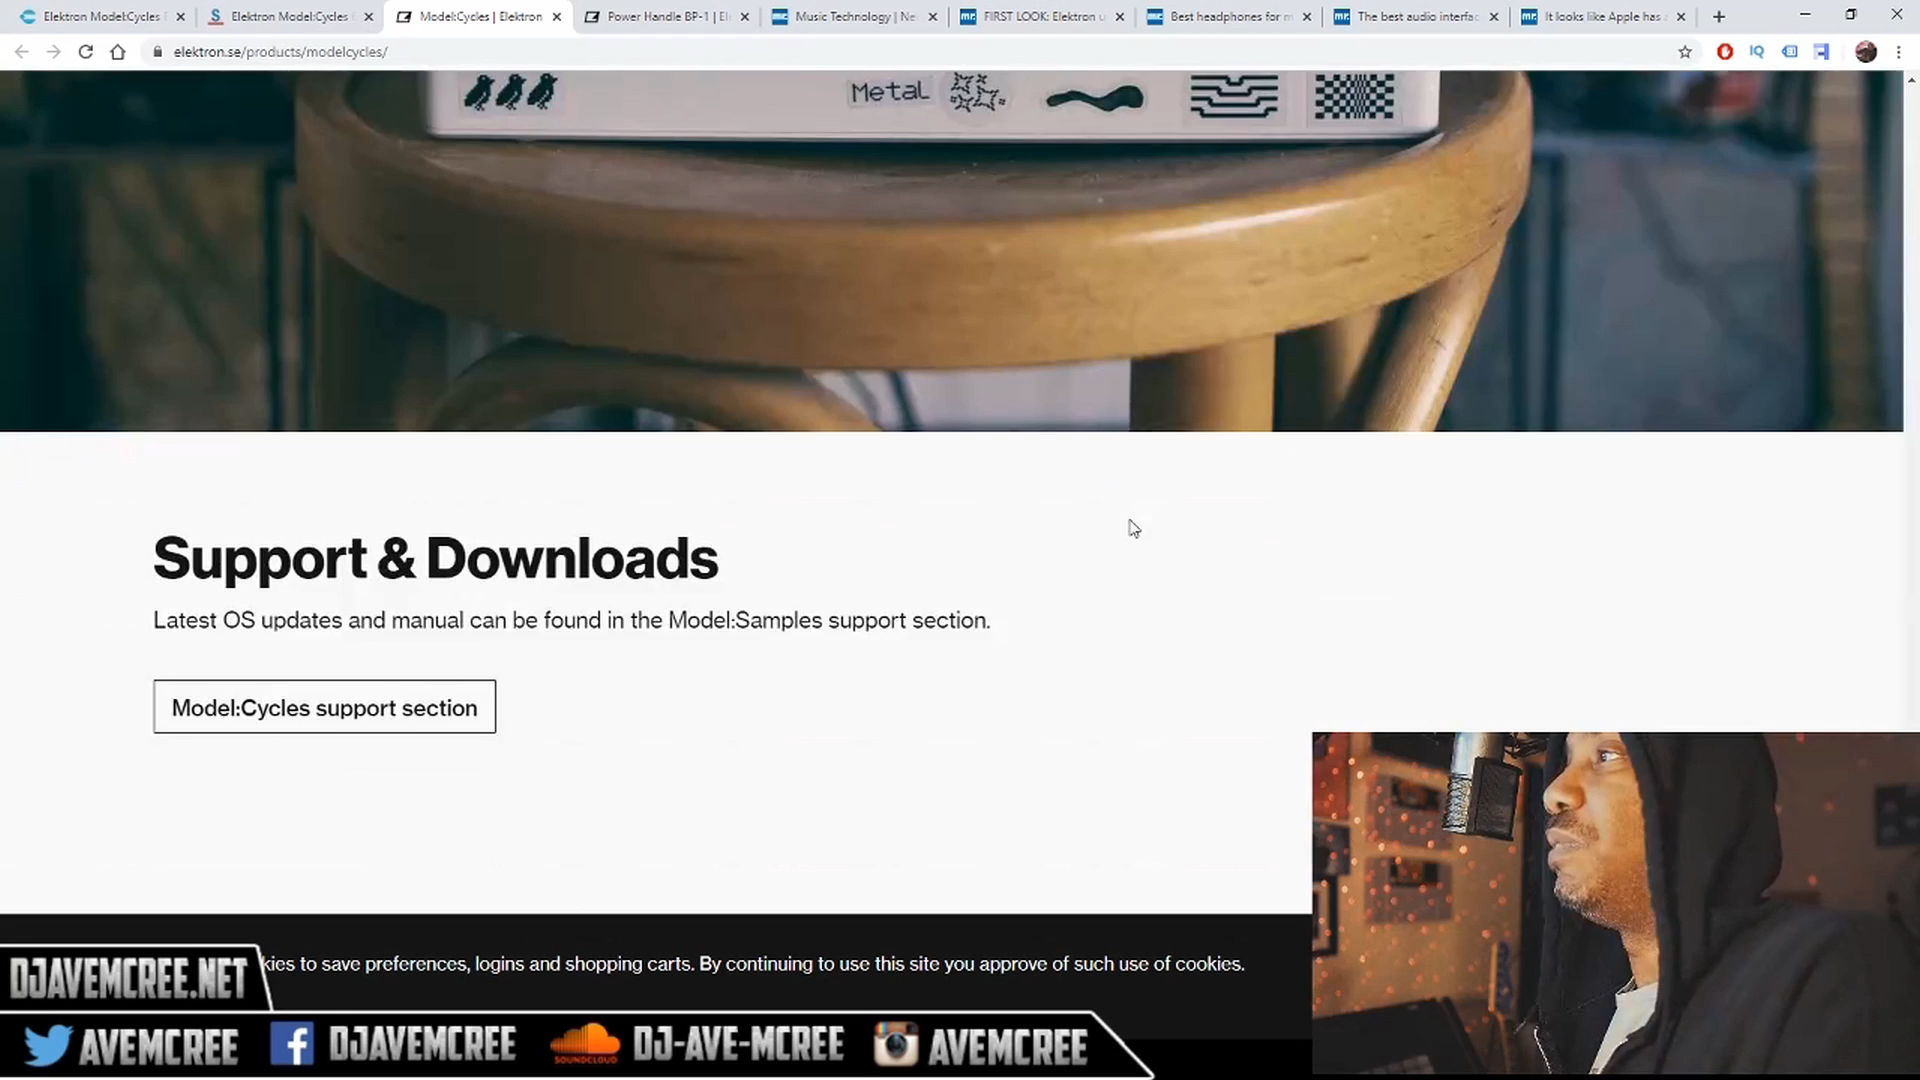 Elektron Model:Cycles
Elektron Model:Cycles
Model:Cycles | Elektron
Power Handle BP-1 | El
Music Technology | Ne
FIRST LOOK: Elektron u
Best headphones for m
The best audio interfac
It looks like Apple has
elektron.se/products/modelcycles/
IQ
Metal
Support & Downloads
Latest OS updates and manual can be found in the Model:Samples support section.
Model:Cycles support section
kies to save preferences, logins and shopping carts. By continuing to use this site you approve of such use of cookies.
DJAVEMCREE.NET
AVEMCREE
DJAVEMCREE
SOUNDCLOUD
DJ-AVE-MCREE
AVEMCREE